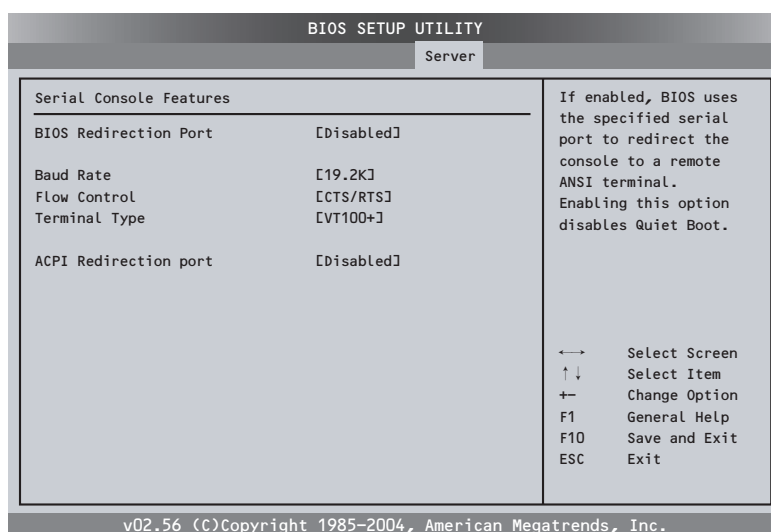 BIOS SETUP UTILITY
Server
Serial Console Features
BIOS Redirection Port [Disabled]
Baud Rate [19.2K]
Flow Control [CTS/RTS]
Terminal Type [VT100+]
ACPI Redirection port [Disabled]
If enabled, BIOS uses
the specified serial
port to redirect the
console to a remote
ANSI terminal.
Enabling this option
disables Quiet Boot.
←→ Select Screen
↑↓ Select Item
+- Change Option
F1 General Help
F10 Save and Exit
ESC Exit
v02.56 (C)Copyright 1985-2004, American Megatrends, Inc.